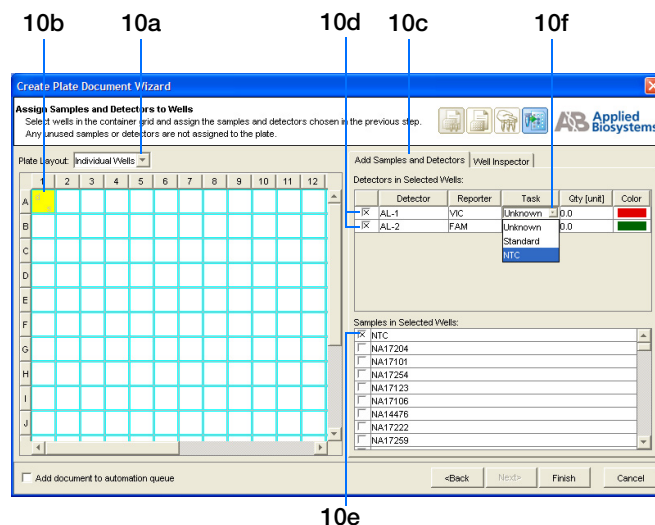 10b 10a 10d 10c 10f
Create Plate Document Wizard
Assign Samples and Detectors to Wells
Select wells in the container grid and assign the samples and detectors chosen in the previous step.
Any unused samples or detectors are not assigned to the plate.
AB Applied Biosystems
Plate Layout: Individual Wells
Add Samples and Detectors Well Inspector
1 2 3 4 5 6 7 8 9 10 11 12
A
B
C
D
E
F
G
H
I
J
Detectors in Selected Wells:
Detector Reporter Task Qty [unit] Color
AL-1 VIC Unknown 0.0
AL-2 FAM Unknown 0.0
Standard
NTC
Samples in Selected Wells:
NTC
NA17204
NA17101
NA17254
NA17123
NA17106
NA14476
NA17222
NA17259
Add document to automation queue
<Back Next> Finish Cancel
10e